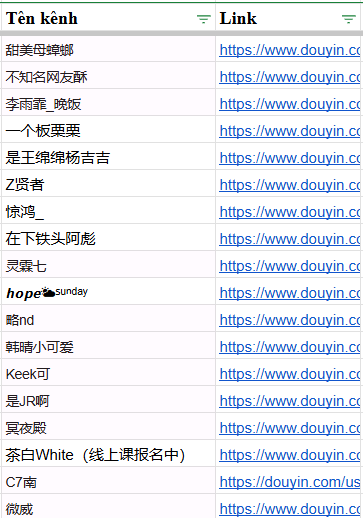 Tên kênh Link
甜美母蟑螂 https://www.douyin.co
不知名网友酥 https://www.douyin.co
李雨霏_晚饭 https://www.douyin.co
一个板栗栗 https://www.douyin.co
是王绵绵杨吉吉 https://www.douyin.co
Z贤者 https://www.douyin.co
惊鸿_ https://www.douyin.co
在下铁头阿彪 https://www.douyin.co
灵霖七 https://www.douyin.co
hope🌥sunday https://www.douyin.co
略nd https://www.douyin.co
韩晴小可爱 https://www.douyin.co
Keek可 https://www.douyin.co
是JR啊 https://www.douyin.co
冥夜殿 https://www.douyin.co
茶白White（线上课报名中） https://www.douyin.co
C7南 https://douyin.com/us
微威 https://www.douyin.co